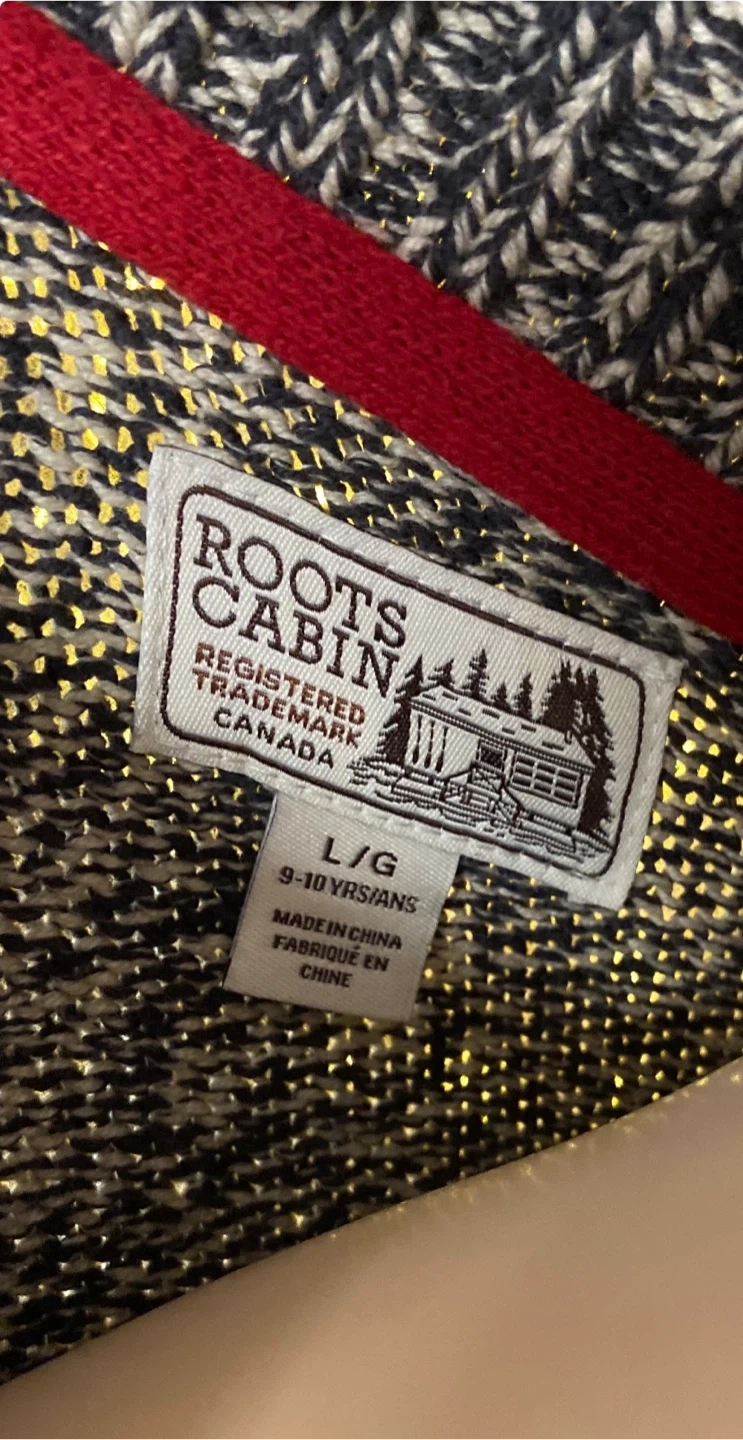 ROOTS
CABIN
REGISTERED
TRADEMARK
CANADA
L/G
9-10 YRS/ANS
MADE IN CHINA
FABRIQUÉ EN
CHINE